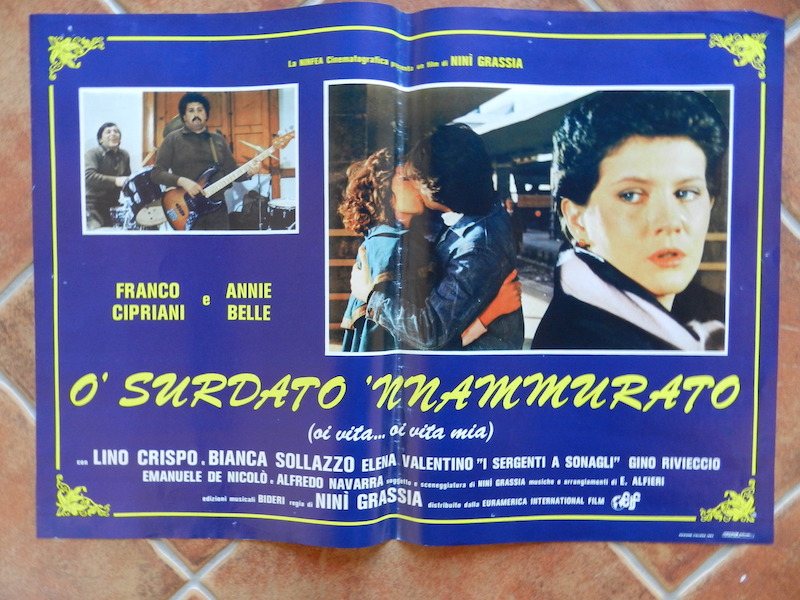 La NINFEA Cinematografica presenta un film di NINÌ GRASSIA
FRANCO CIPRIANI e ANNIE BELLE
O' SURDATO 'NNAMMURATO
(oi vita... oi vita mia)
con LINO CRISPO. BIANCA SOLLAZZO ELENA VALENTINO "I SERGENTI A SONAGLI" GINO RIVIECCIO
EMANUELE DE NICOLÒ. ALFREDO NAVARRA soggetto e sceneggiatura di NINÌ GRASSIA musiche e arrangiamenti di E. ALFIERI
edizioni musicali BIDERI regia di NINÌ GRASSIA distribuito dalla EURAMERICA INTERNATIONAL FILM